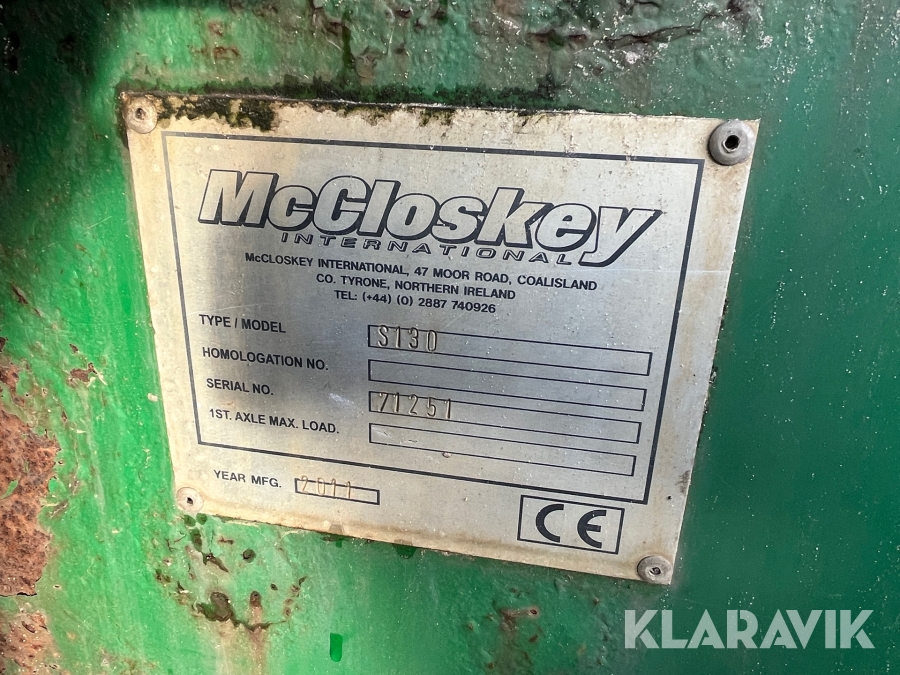 KLARAVIK
McCloskey
INTERNATIONAL
McCLOSKEY INTERNATIONAL, 47 MOOR ROAD, COALISLAND
CO. TYRONE, NORTHERN IRELAND
TEL: (+44) (0) 2887 740926
TYPE / MODEL S130
HOMOLOGATION NO.
SERIAL NO. 71251
1ST. AXLE MAX. LOAD.
YEAR MFG. 2011
CE
KLARAVIK